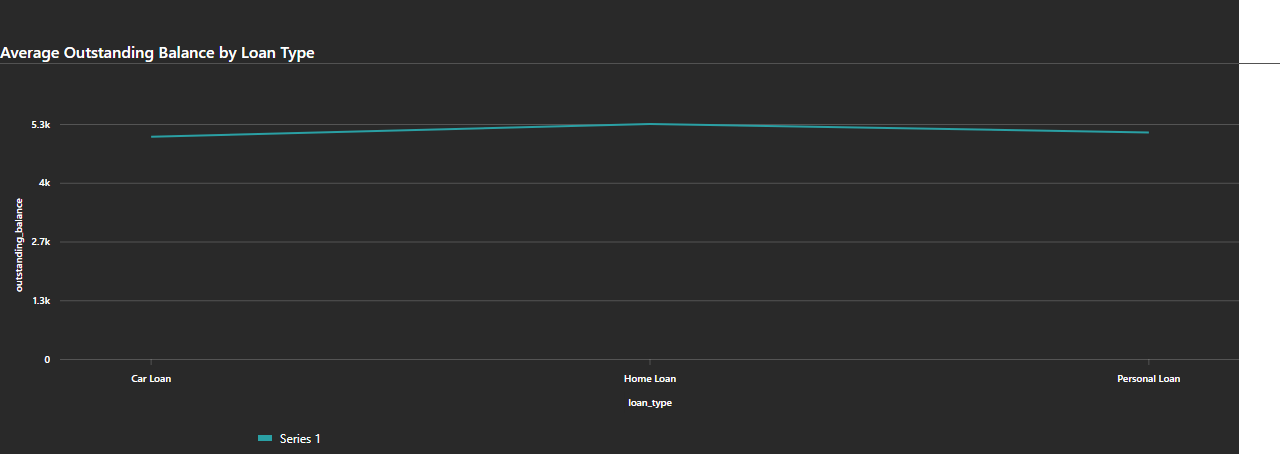 Average Outstanding Balance by Loan Type
5.3k
4k
2.7k
1.3k
0
outstanding_balance
Car Loan
Home Loan
Personal Loan
loan_type
Series 1